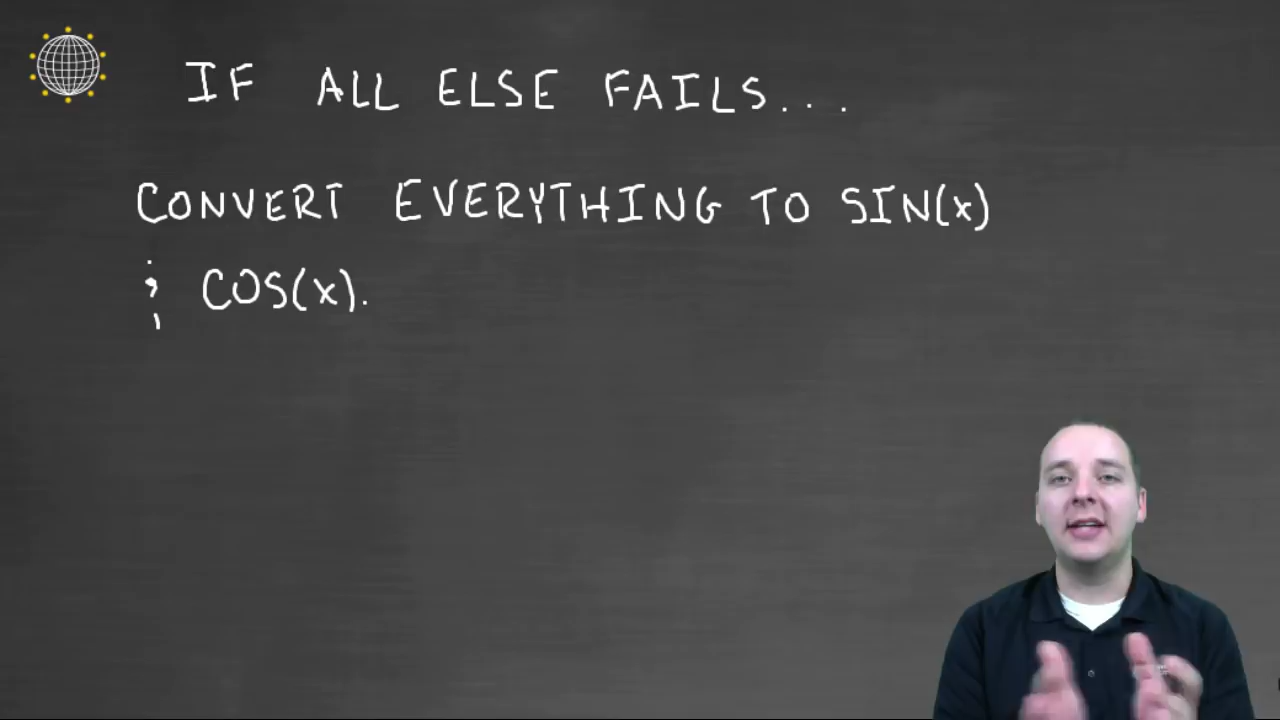 IF ALL ELSE FAILS...
CONVERT EVERYTHING TO SIN(x)
; COS(x).